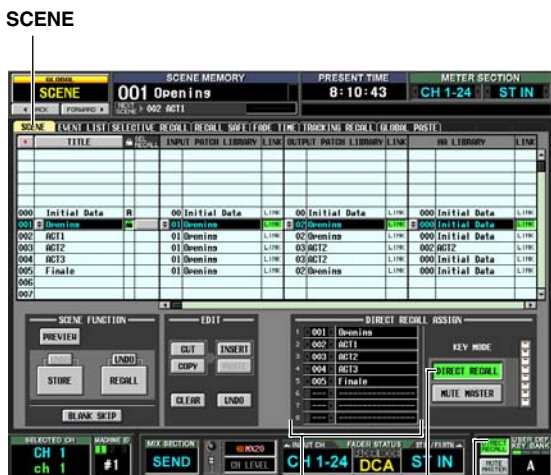 SCENE
GLOBAL SCENE MEMORY PRESENT TIME METER SECTION
SCENE 001 Opening 8:10:43 CH 1-24 ST IN
FORWARD NEXT SCENE 002 ACT1
SCENE EVENT LIST SELECTIVE RECALL RECALL SAFE FADE TIME TRACKING RECALL GLOBAL PASTE
TITLE INPUT PATCH LIBRARY LINK OUTPUT PATCH LIBRARY LINK HA LIBRARY LINK
000 Initial Data R 00 Initial Data LINK 00 Initial Data LINK 000 Initial Data LINK
001 Opening 01 Opening LINK 02 Opening LINK 000 Initial Data LINK
002 ACT1 01 Opening LINK 02 Opening LINK 000 Initial Data LINK
003 ACT2 01 Opening LINK 03 ACT2 LINK 002 ACT2 LINK
004 ACT3 01 Opening LINK 03 ACT2 LINK 000 Initial Data LINK
005 Finale 01 Opening LINK 02 Opening LINK 000 Initial Data LINK
006
007
SCENE FUNCTION EDIT DIRECT RECALL ASSIGN
PREVIEW
UNDO UNDO
STORE RECALL
BLANK SKIP
CUT INSERT
COPY PASTE
CLEAR UNDO
1 001 Opening
2 002 ACT1
3 003 ACT2
4 004 ACT3
5 005 Finale
6
7
8
KEY MODE
DIRECT RECALL
MUTE MASTER
SELECTED CH MACHINE ID MIX SECTION INPUT CH FADER STATUS DIRECT RECALL USER DEF KEY BANK
CH 1 #1 SEND MIX20 CH 1-24 DCA ST IN MUTE MASTER A
ch 1 CH LEVEL